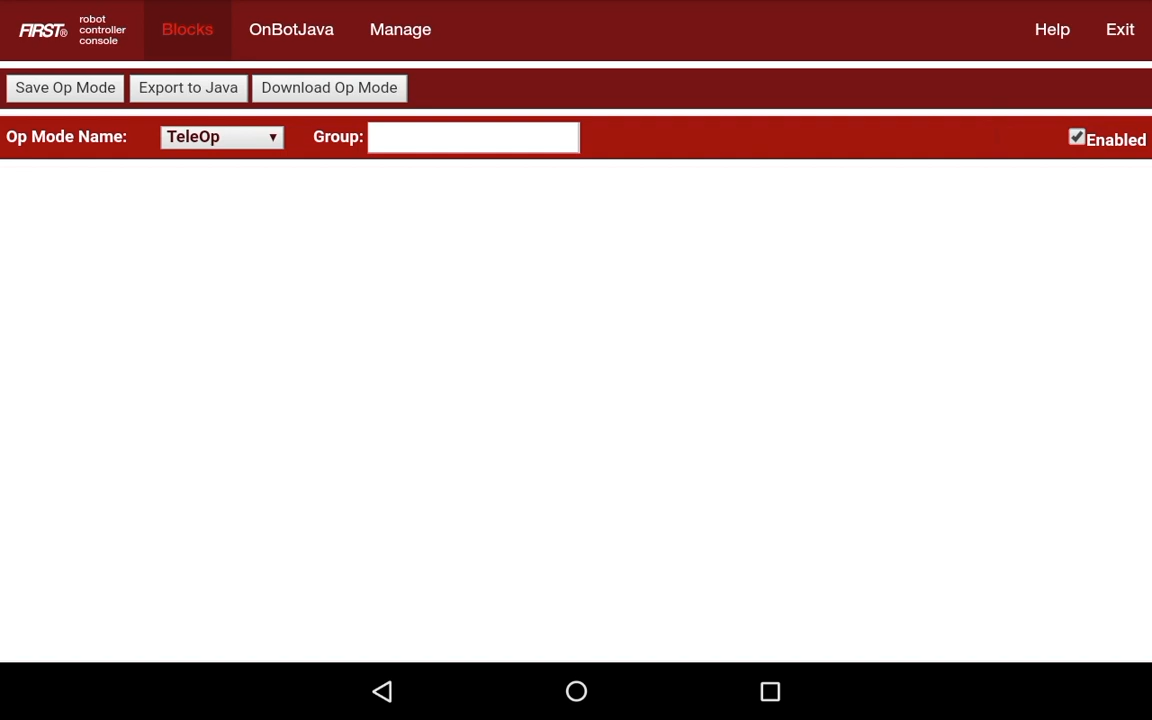 FIRST® robot controller console Blocks OnBotJava Manage Help Exit
Save Op Mode Export to Java Download Op Mode
Op Mode Name: TeleOp ▼ Group: Enabled